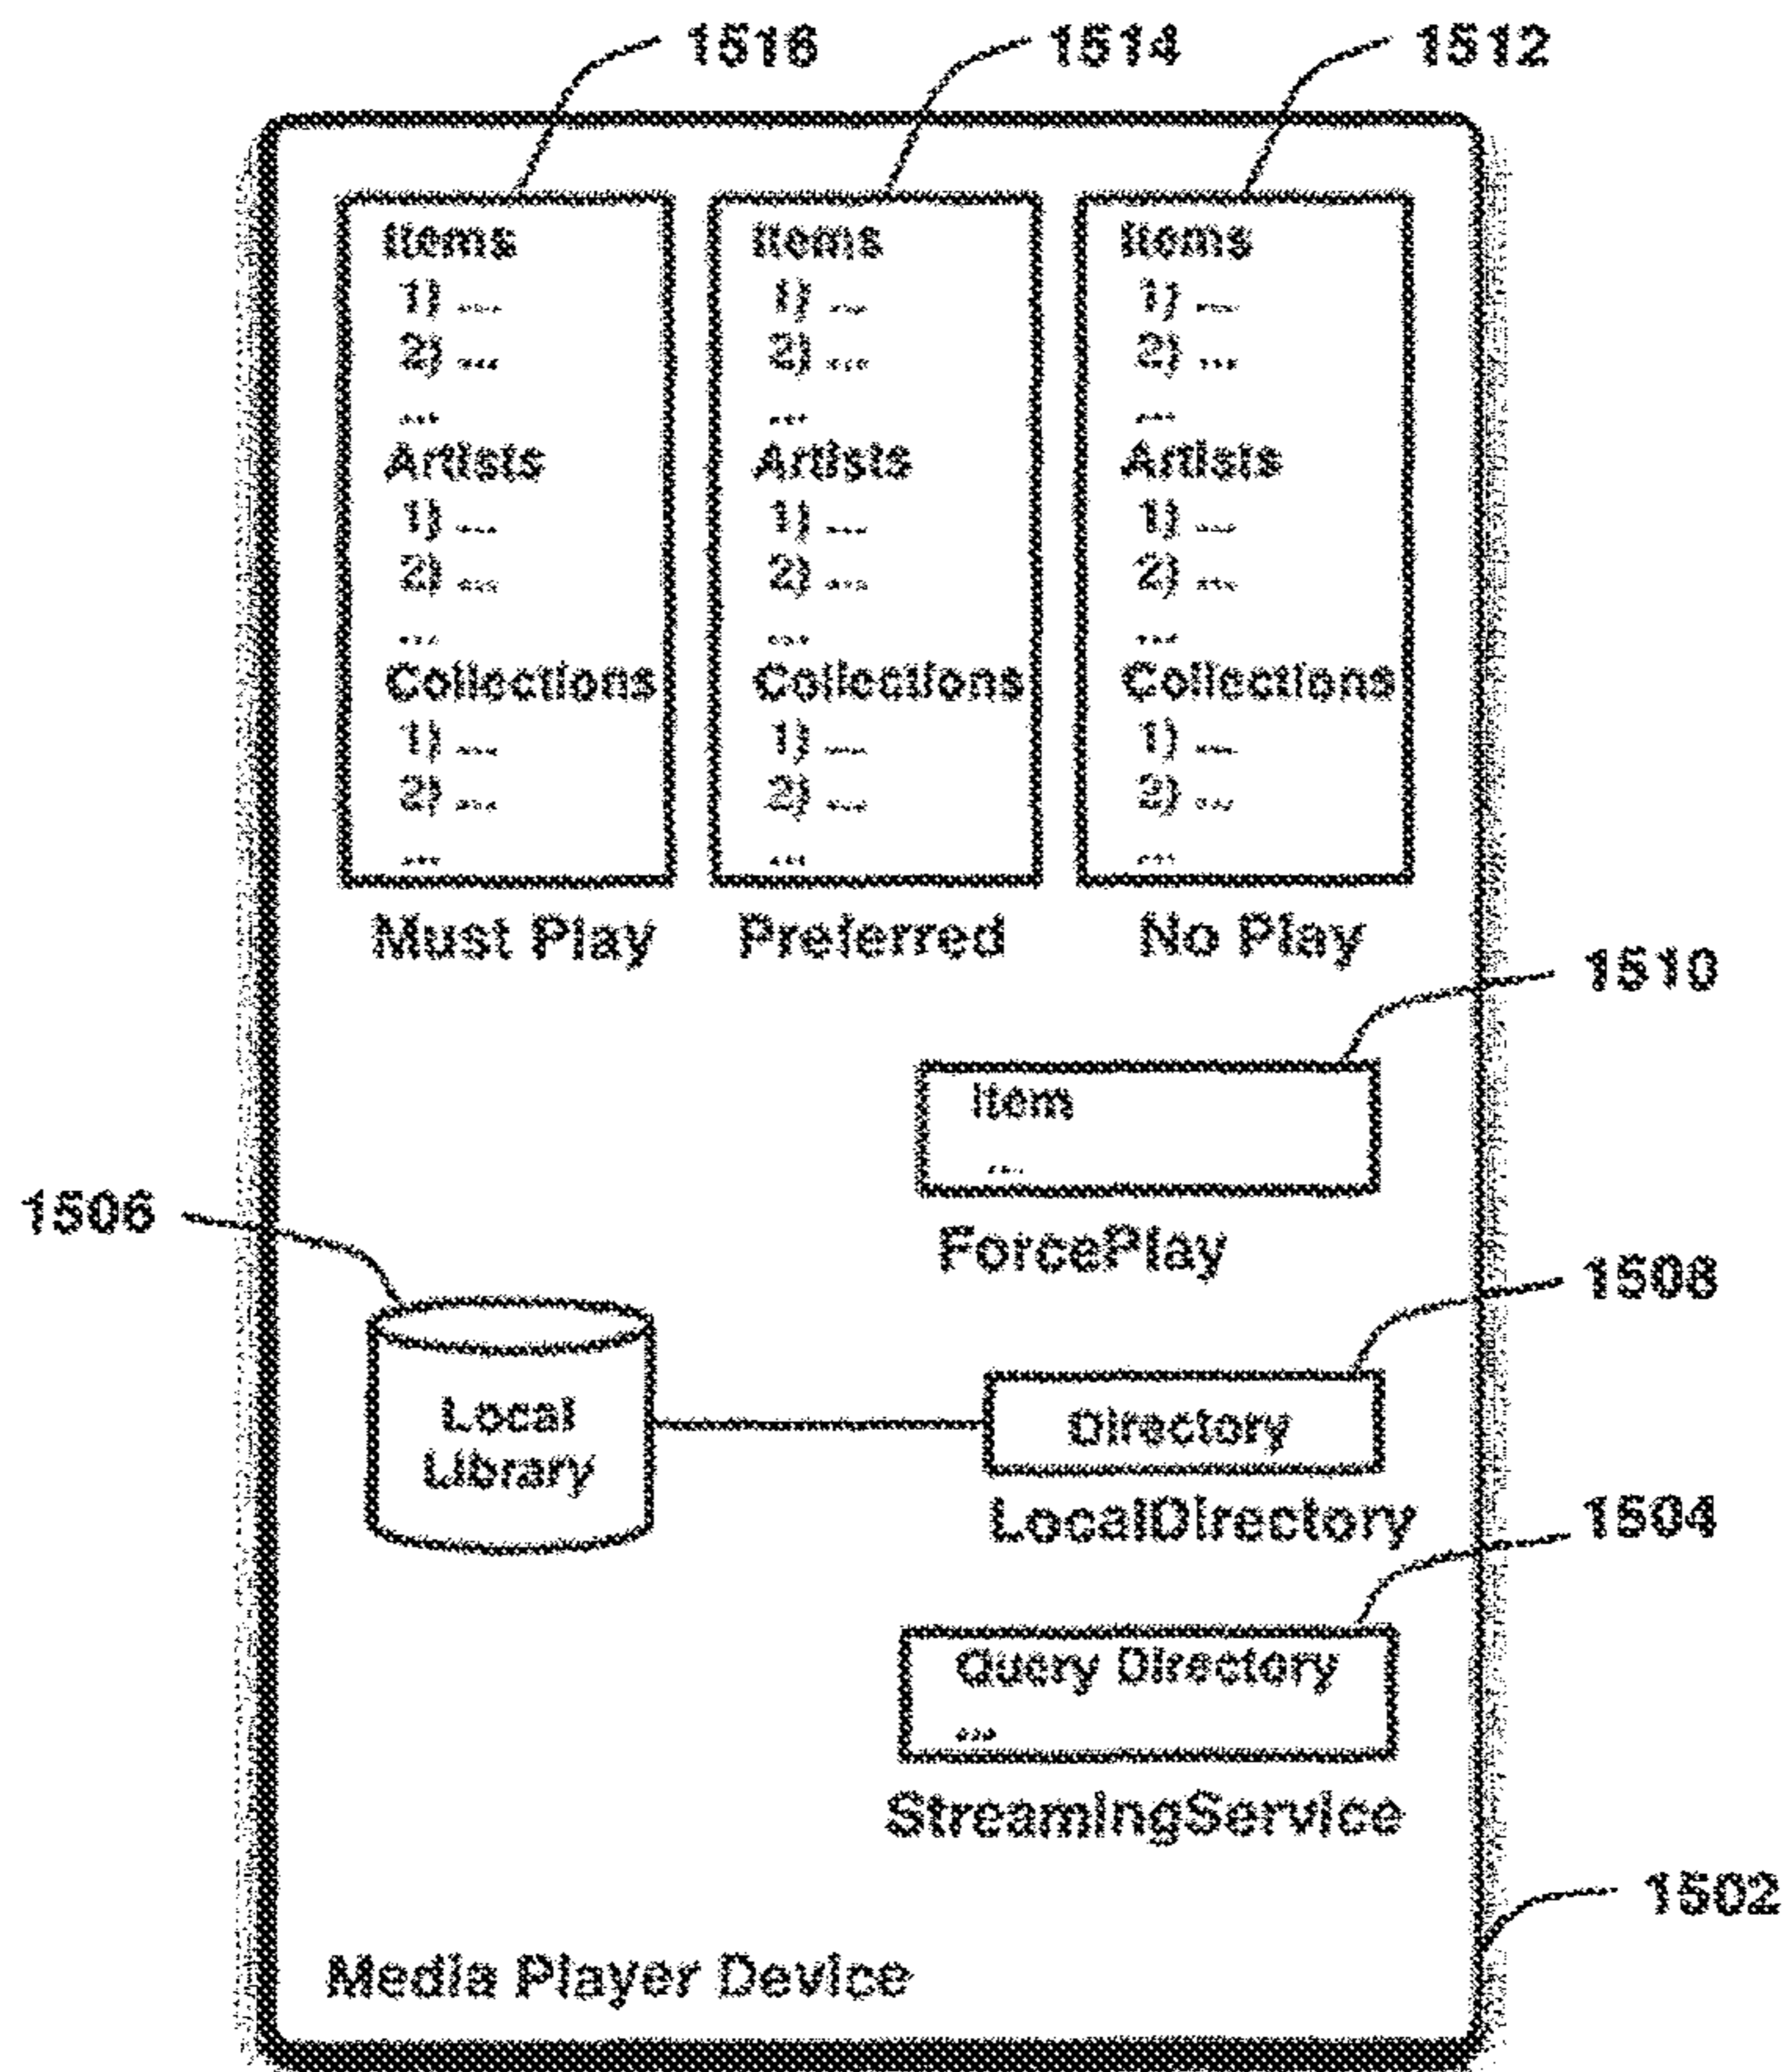 1516
1514
1512
Items
1) ...
2) ...
...
Artists
1) ...
2) ...
...
Collections
1) ...
2) ...
...
Must Play
Items
1) ...
2) ...
...
Artists
1) ...
2) ...
...
Collections
1) ...
2) ...
...
Preferred
Items
1) ...
2) ...
...
Artists
1) ...
2) ...
...
Collections
1) ...
2) ...
...
No Play
1510
Item
...
ForcePlay
1506
Local
Library
1508
Directory
LocalDirectory
1504
Query Directory
...
StreamingService
1502
Media Player Device